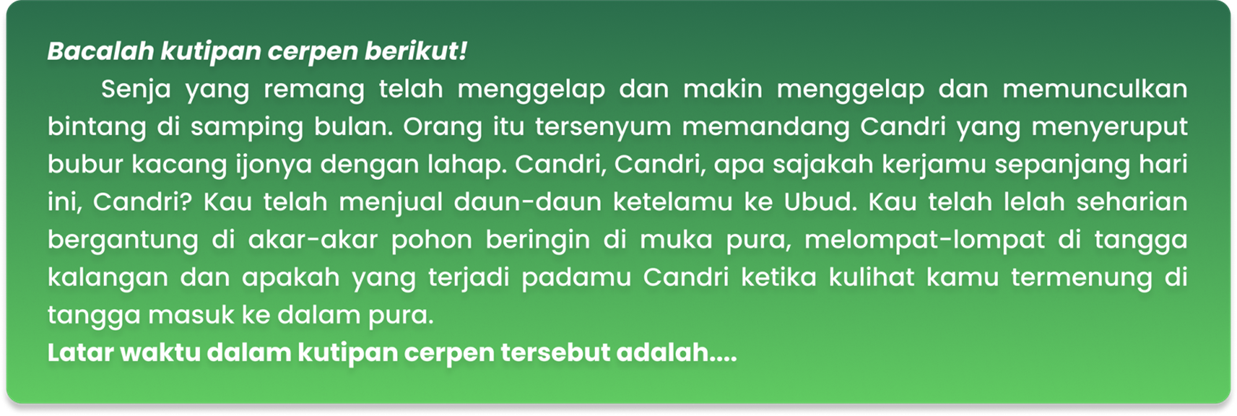 Bacalah kutipan cerpen berikut!
Senja yang remang telah menggelap dan makin menggelap dan memunculkan
bintang di samping bulan. Orang itu tersenyum memandang Candri yang menyeruput
bubur kacang ijonya dengan lahap. Candri, Candri, apa sajakah kerjamu sepanjang hari
ini, Candri? Kau telah menjual daun-daun ketelamu ke Ubud. Kau telah lelah seharian
bergantung di akar-akar pohon beringin di muka pura, melompat-lompat di tangga
kalangan dan apakah yang terjadi padamu Candri ketika kulihat kamu termenung di
tangga masuk ke dalam pura.
Latar waktu dalam kutipan cerpen tersebut adalah....